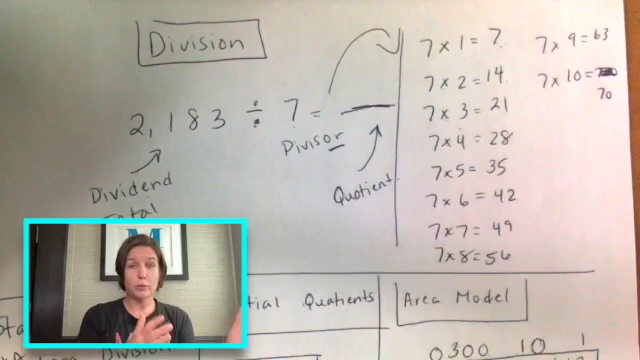 Division
2,183 ÷ 7 =
Divisor
Dividend
Total
Quotient
7 x 1 = 7
7 x 2 = 14
7 x 3 = 21
7 x 4 = 28
7 x 5 = 35
7 x 6 = 42
7 x 7 = 49
7 x 8 = 56
7 x 9 = 63
7 x 10 =
70
Quotients
Area Model
0300 10 1